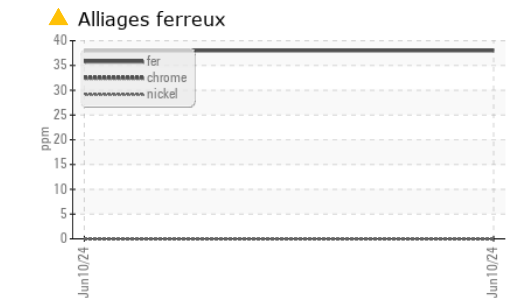 Alliages ferreux
40
35
30
25
20
15
10
5
0
ppm
fer
chrome
nickel
Jun10/24
Jun10/24